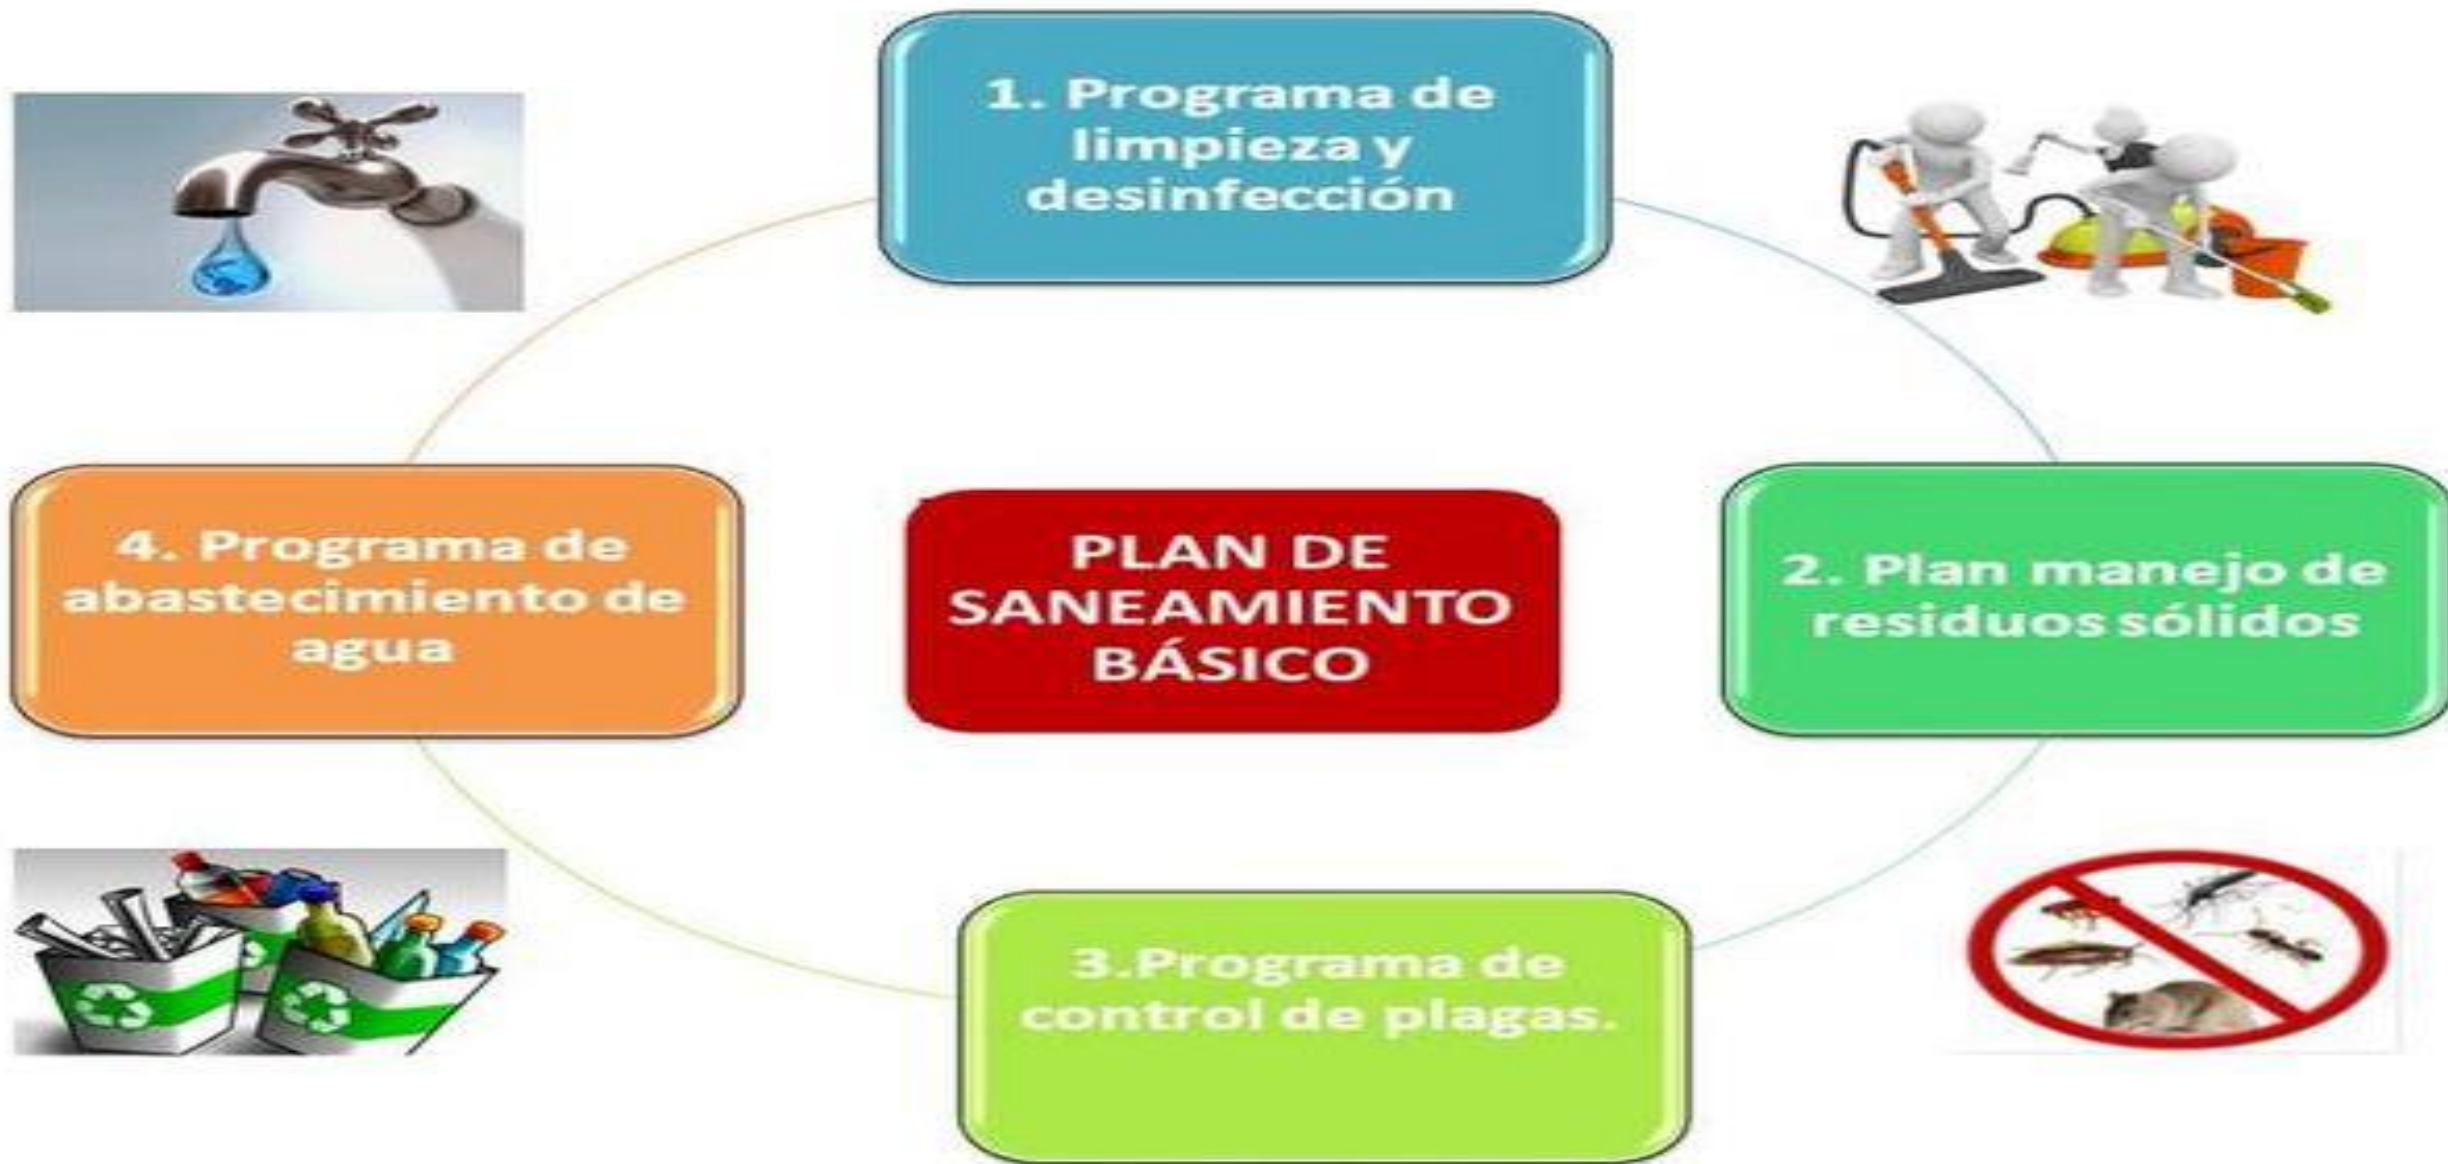 1. Programa de
limpieza y
desinfección
4. Programa de
abastecimiento de
agua
PLAN DE
SANEAMIENTO
BÁSICO
2. Plan manejo de
residuos sólidos
3.Programa de
control de plagas.